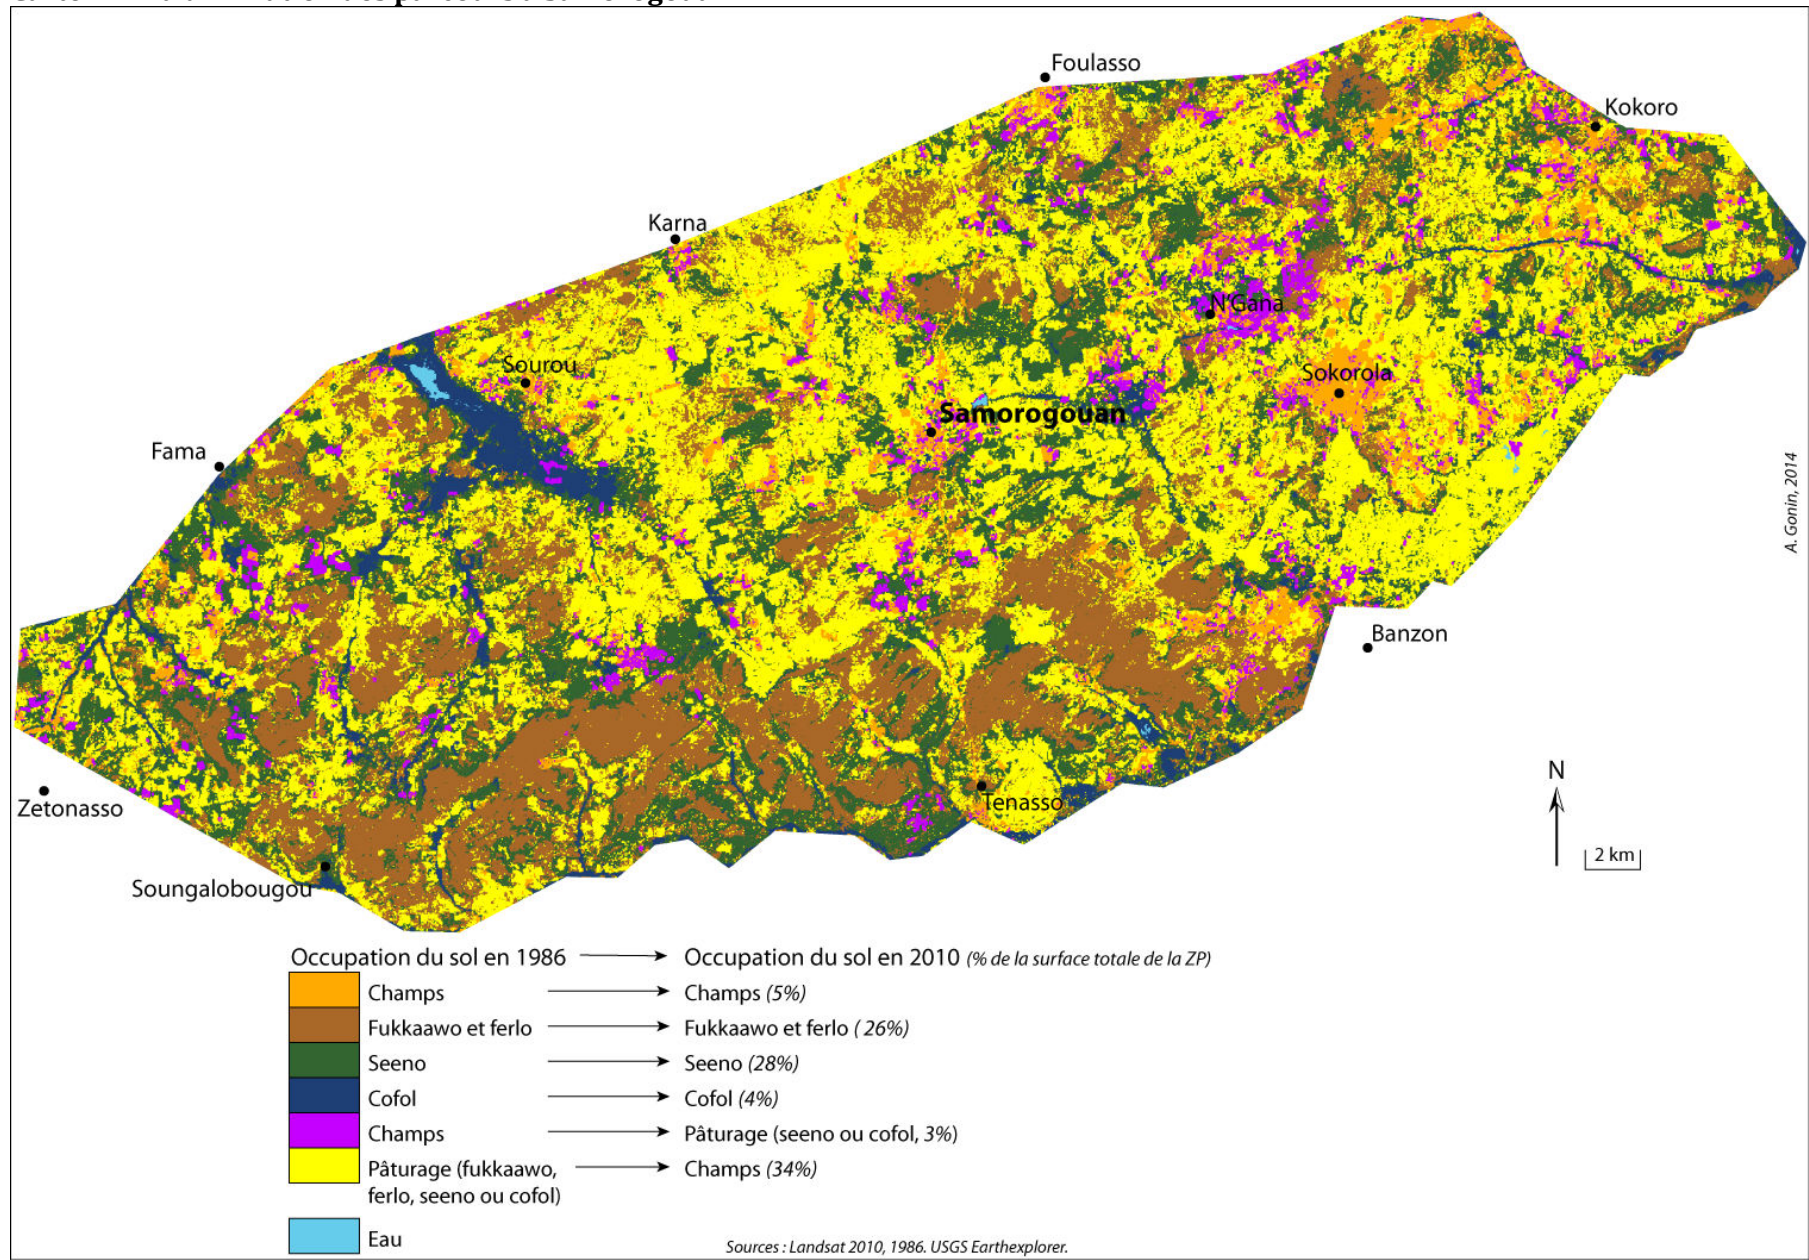 Foulasso
Kokoro
Karna
N'Gana
Sourou
Sokorola
Samorogouan
Fama
A. Gonin, 2014
Banzon
Zetonasso
Tenasso
N
2 km
Soungalobougou
Occupation du sol en 1986 Occupation du sol en 2010 (% de la surface totale de la ZP)
Champs Champs (5%)
Fukkaawo et ferlo Fukkaawo et ferlo ( 26%)
Seeno Seeno (28%)
Cofol Cofol (4%)
Champs Pâturage (seeno ou cofol, 3%)
Pâturage (fukkaawo, Champs (34%)
ferlo, seeno ou cofol)
Eau
Sources : Landsat 2010, 1986. USGS Earthexplorer.